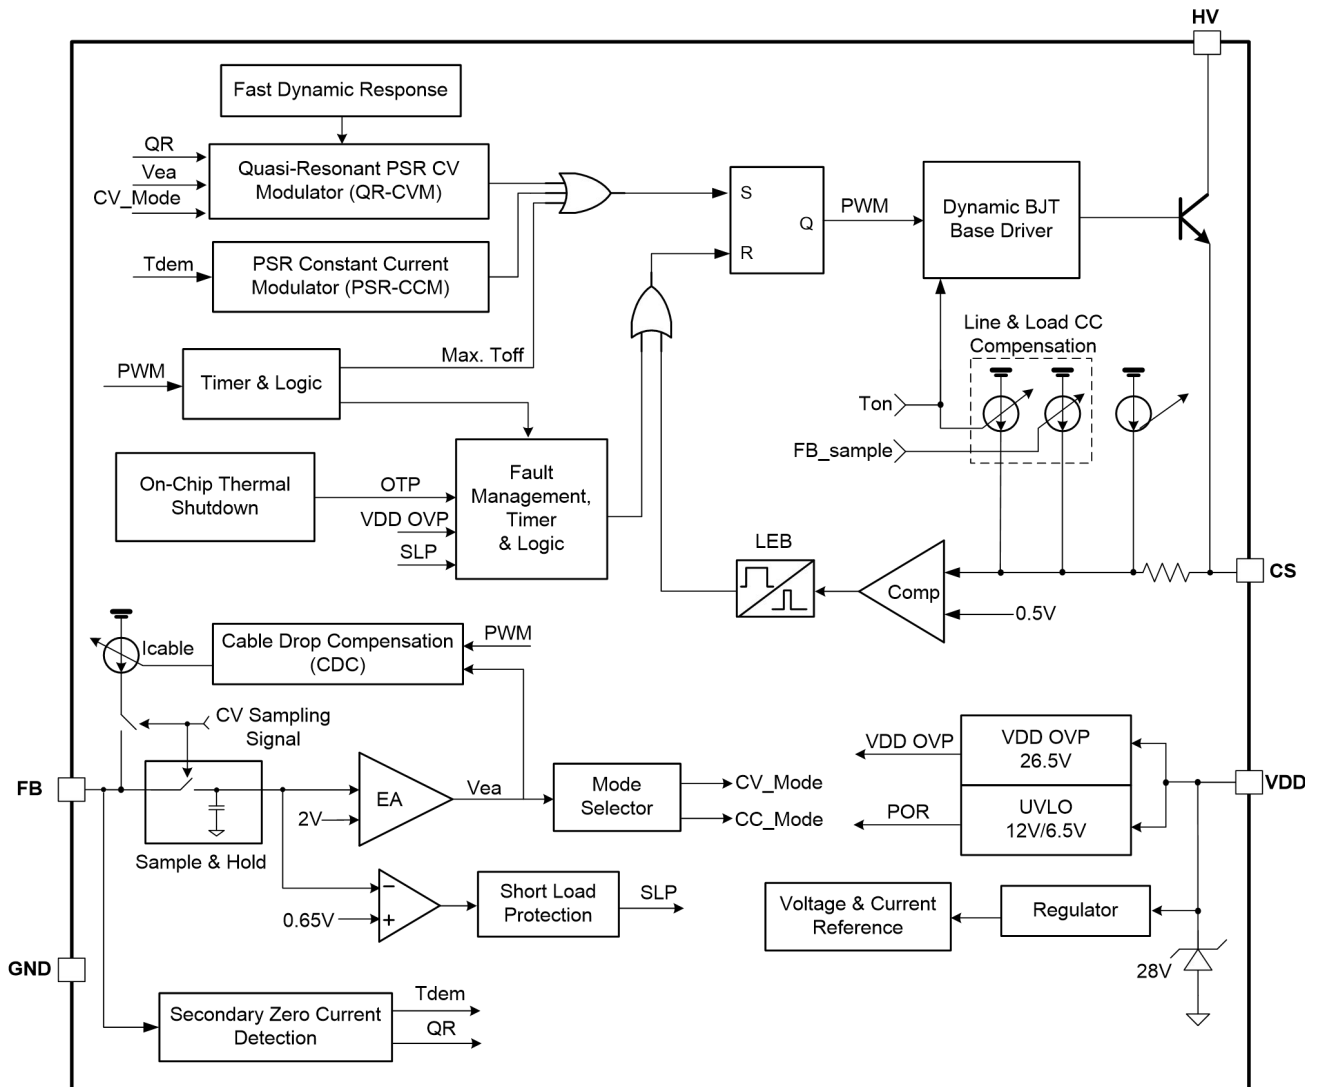 HV
Fast Dynamic Response
QR
Vea
CV_Mode
Quasi-Resonant PSR CV
Modulator (QR-CVM)
Tdem
PSR Constant Current
Modulator (PSR-CCM)
S
R
Q
PWM
Dynamic BJT
Base Driver
Line & Load CC
Compensation
PWM
Timer & Logic
Max. Toff
Ton
FB_sample
On-Chip Thermal
Shutdown
OTP
VDD OVP
SLP
Fault
Management,
Timer
& Logic
LEB
Comp
0.5V
CS
Icable
Cable Drop Compensation
(CDC)
PWM
CV Sampling
Signal
FB
Sample & Hold
2V
EA
Vea
Mode
Selector
CV_Mode
CC_Mode
VDD OVP
VDD OVP
26.5V
POR
UVLO
12V/6.5V
VDD
0.65V
−
+
Short Load
Protection
SLP
Voltage & Current
Reference
Regulator
28V
GND
Secondary Zero Current
Detection
Tdem
QR